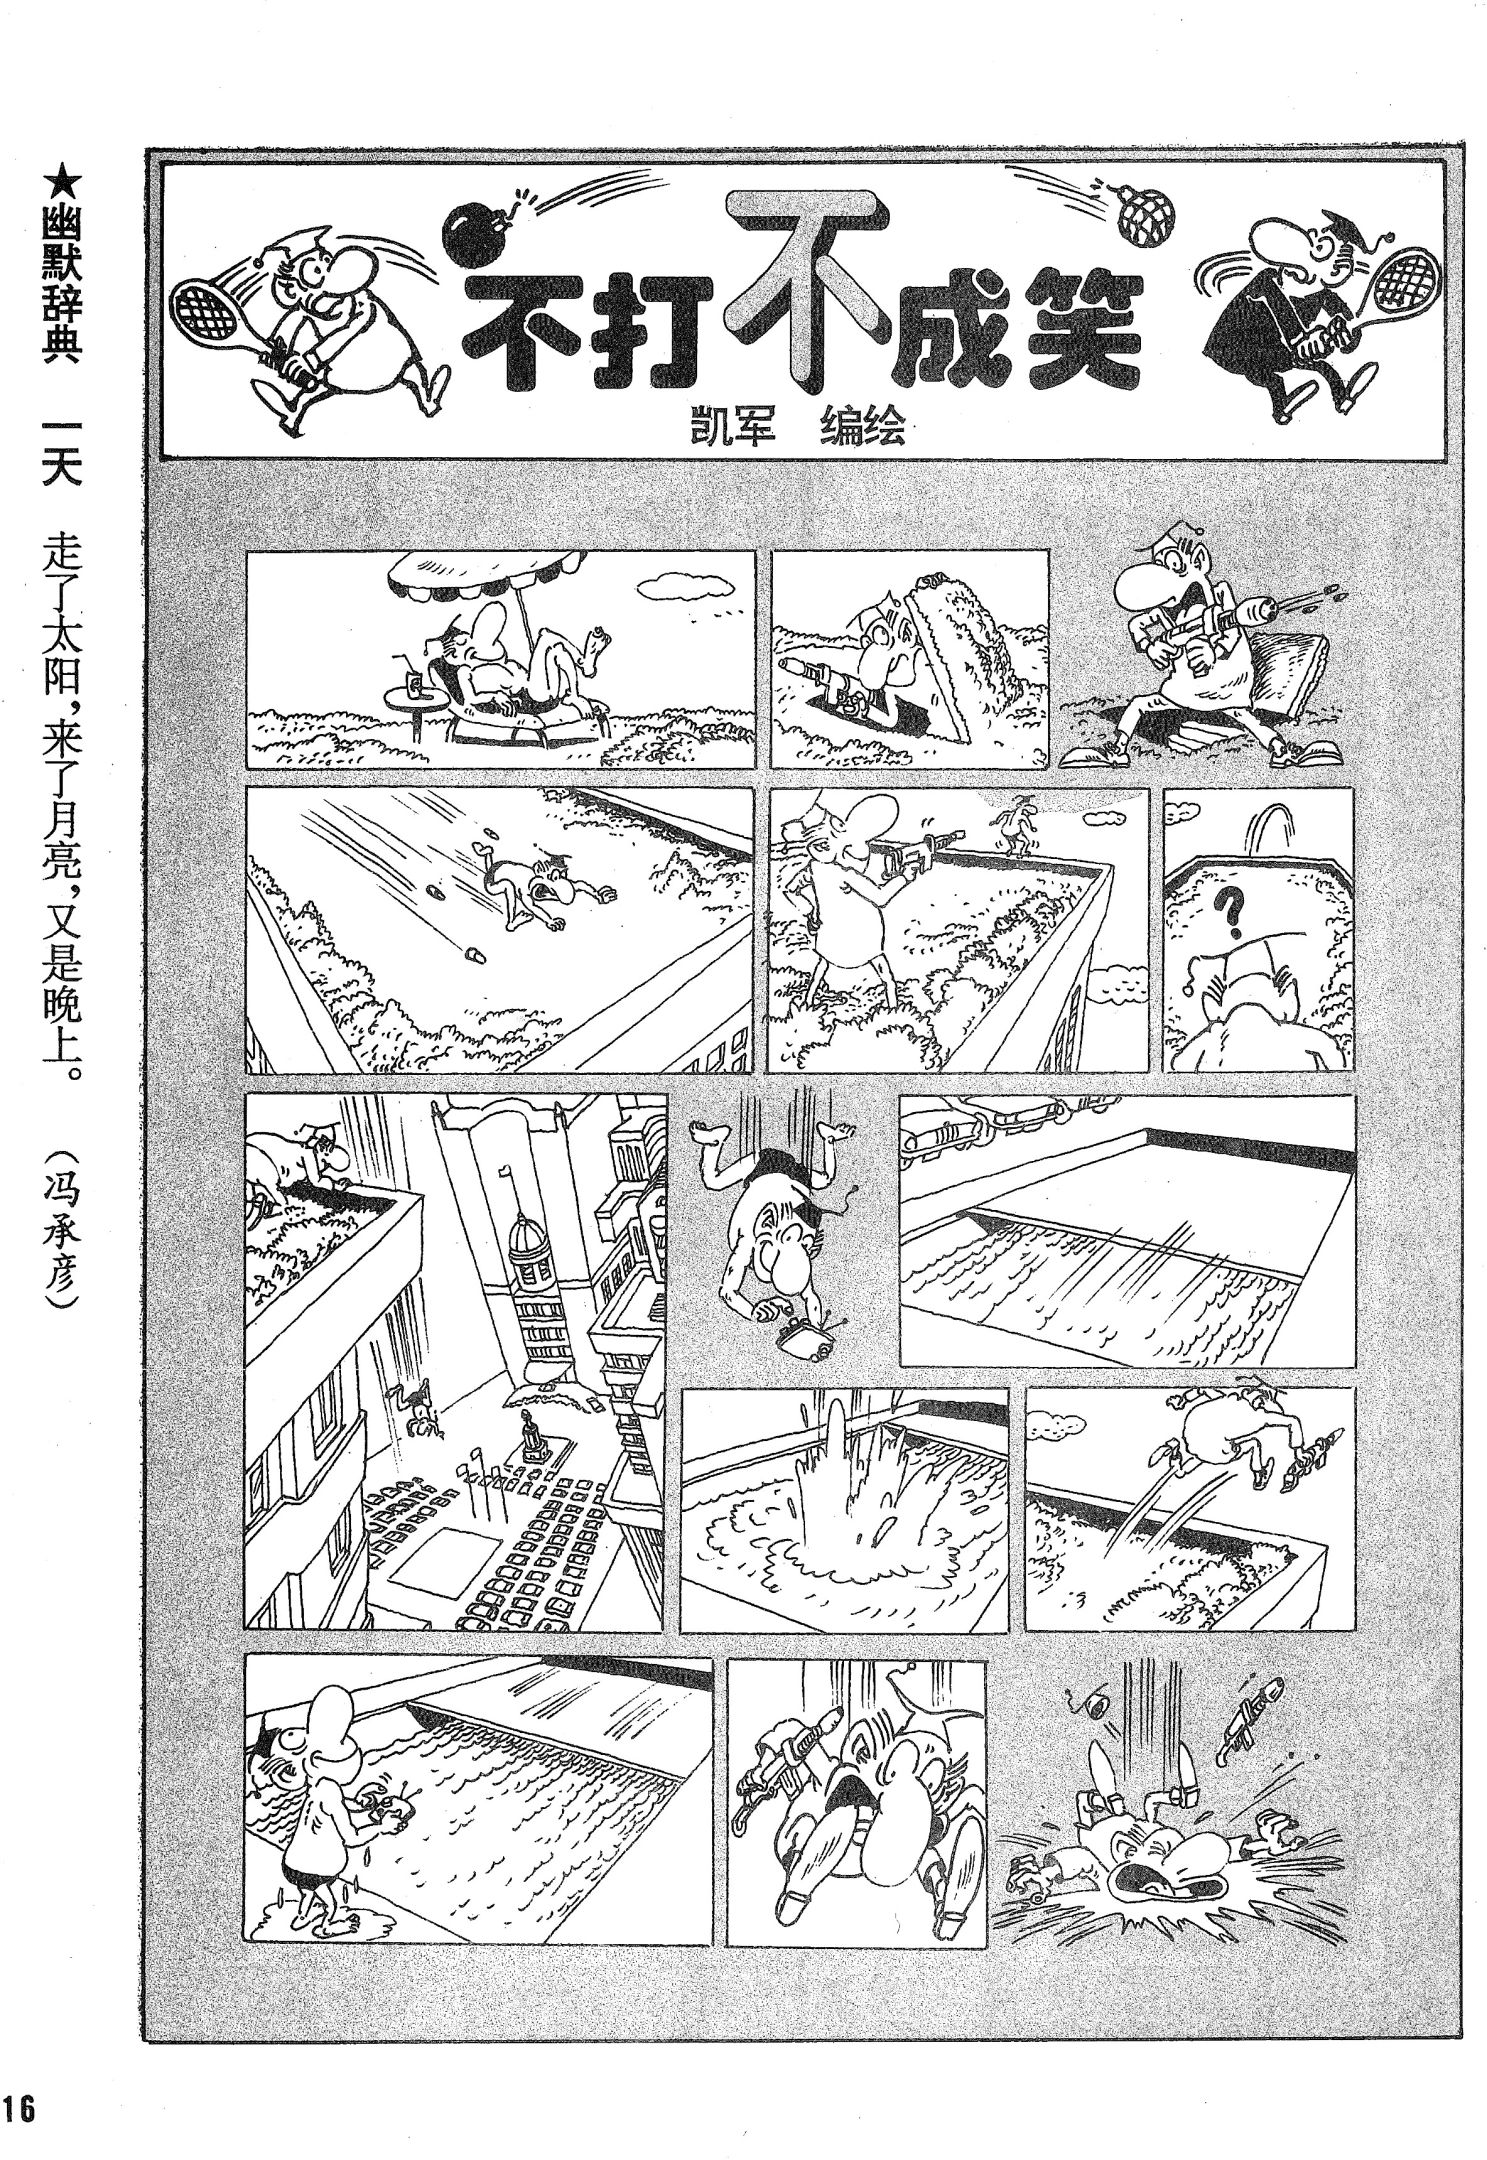 不打不成笑
凯军 编绘
?
★幽默辞典 一天 走了太阳,来了月亮,又是晚上。 (冯承彦)
16